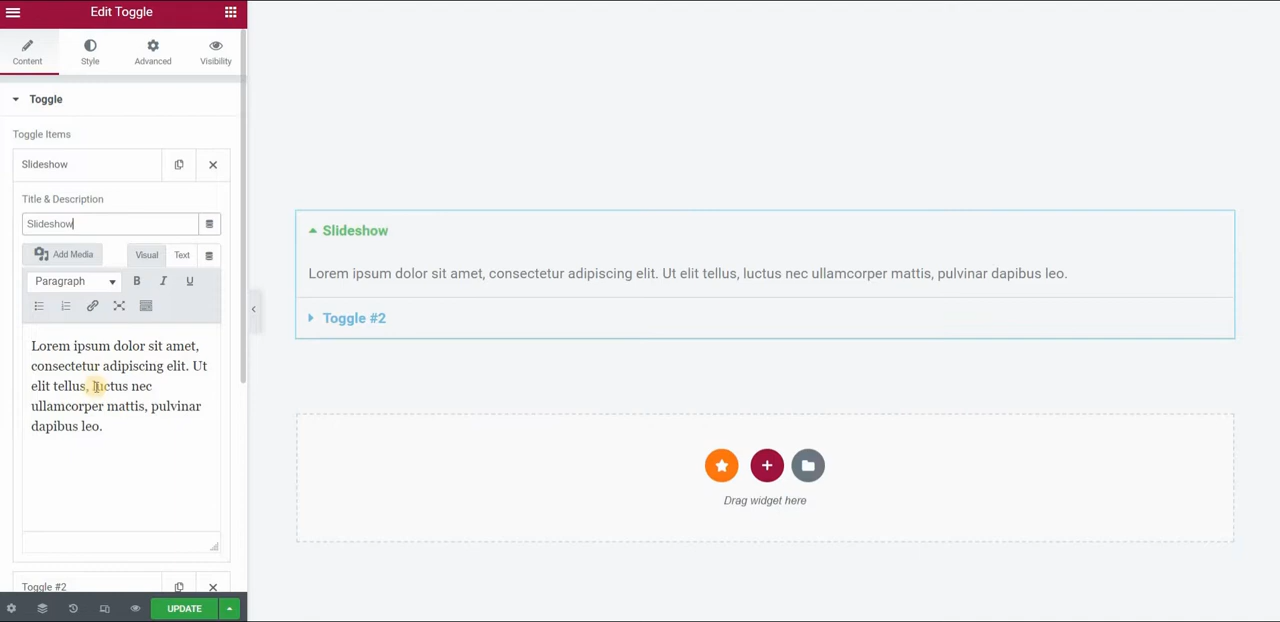 Edit Toggle
Content
Style
Advanced
Visibility
Toggle
Toggle Items
Slideshow
Title & Description
Slideshow
Add Media
Visual
Text
Paragraph
B
I
U
Lorem ipsum dolor sit amet,
consectetur adipiscing elit. Ut
elit tellus, luctus nec
ullamcorper mattis, pulvinar
dapibus leo.
Toggle #2
UPDATE
Slideshow
Lorem ipsum dolor sit amet, consectetur adipiscing elit. Ut elit tellus, luctus nec ullamcorper mattis, pulvinar dapibus leo.
Toggle #2
Drag widget here